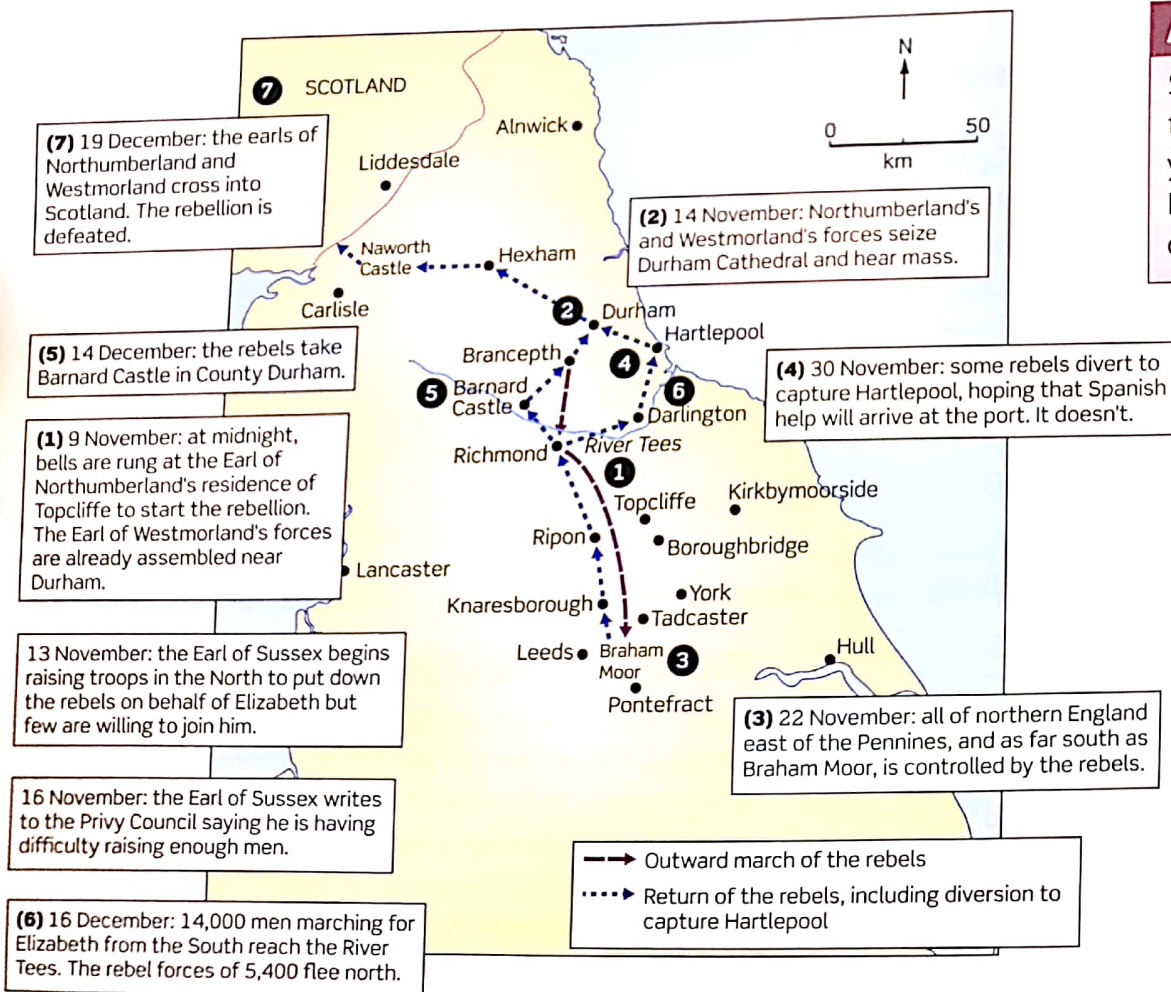 N
0 50
km
7 SCOTLAND
Alnwick
(7) 19 December: the earls of
Northumberland and
Westmorland cross into
Scotland. The rebellion is
defeated.
Liddesdale
(2) 14 November: Northumberland's
and Westmorland's forces seize
Durham Cathedral and hear mass.
Naworth
Castle
Hexham
Carlisle
2
Durham
Hartlepool
(5) 14 December: the rebels take
Barnard Castle in County Durham.
Brancepth
4
5
Barnard
Castle
6
Darlington
(4) 30 November: some rebels divert to
capture Hartlepool, hoping that Spanish
help will arrive at the port. It doesn't.
(1) 9 November: at midnight,
bells are rung at the Earl of
Northumberland's residence of
Topcliffe to start the rebellion.
The Earl of Westmorland's forces
are already assembled near
Durham.
Richmond
River Tees
1
Topcliffe
Kirkbymoorside
Ripon
Boroughbridge
Lancaster
York
Knaresborough
Tadcaster
Leeds
Braham
Moor
3
Hull
Pontefract
13 November: the Earl of Sussex begins
raising troops in the North to put down
the rebels on behalf of Elizabeth but
few are willing to join him.
(3) 22 November: all of northern England
east of the Pennines, and as far south as
Braham Moor, is controlled by the rebels.
16 November: the Earl of Sussex writes
to the Privy Council saying he is having
difficulty raising enough men.
Outward march of the rebels
Return of the rebels, including diversion to
capture Hartlepool
(6) 16 December: 14,000 men marching for
Elizabeth from the South reach the River
Tees. The rebel forces of 5,400 flee north.